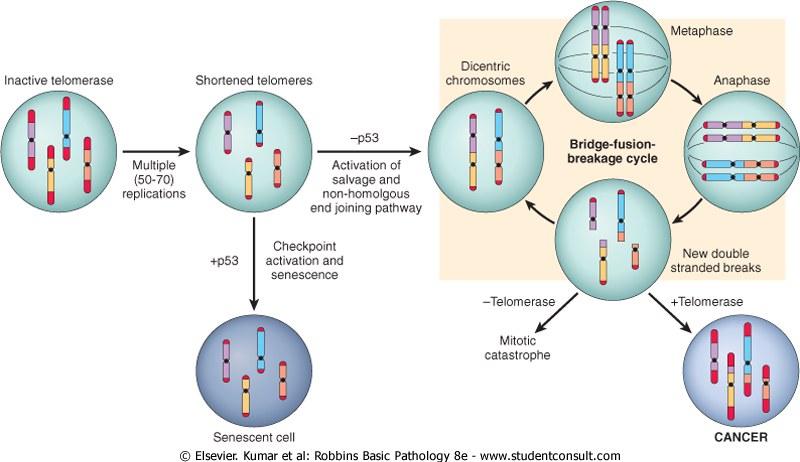 Inactive telomerase
Multiple
(50-70)
replications
Shortened telomeres
–p53
Activation of
salvage and
non-homolgous
end joining pathway
+p53
Checkpoint
activation and
senescence
Senescent cell
Dicentric
chromosomes
Metaphase
Anaphase
Bridge-fusion-
breakage cycle
New double
stranded breaks
–Telomerase
Mitotic
catastrophe
+Telomerase
CANCER
© Elsevier. Kumar et al: Robbins Basic Pathology 8e - www.studentconsult.com